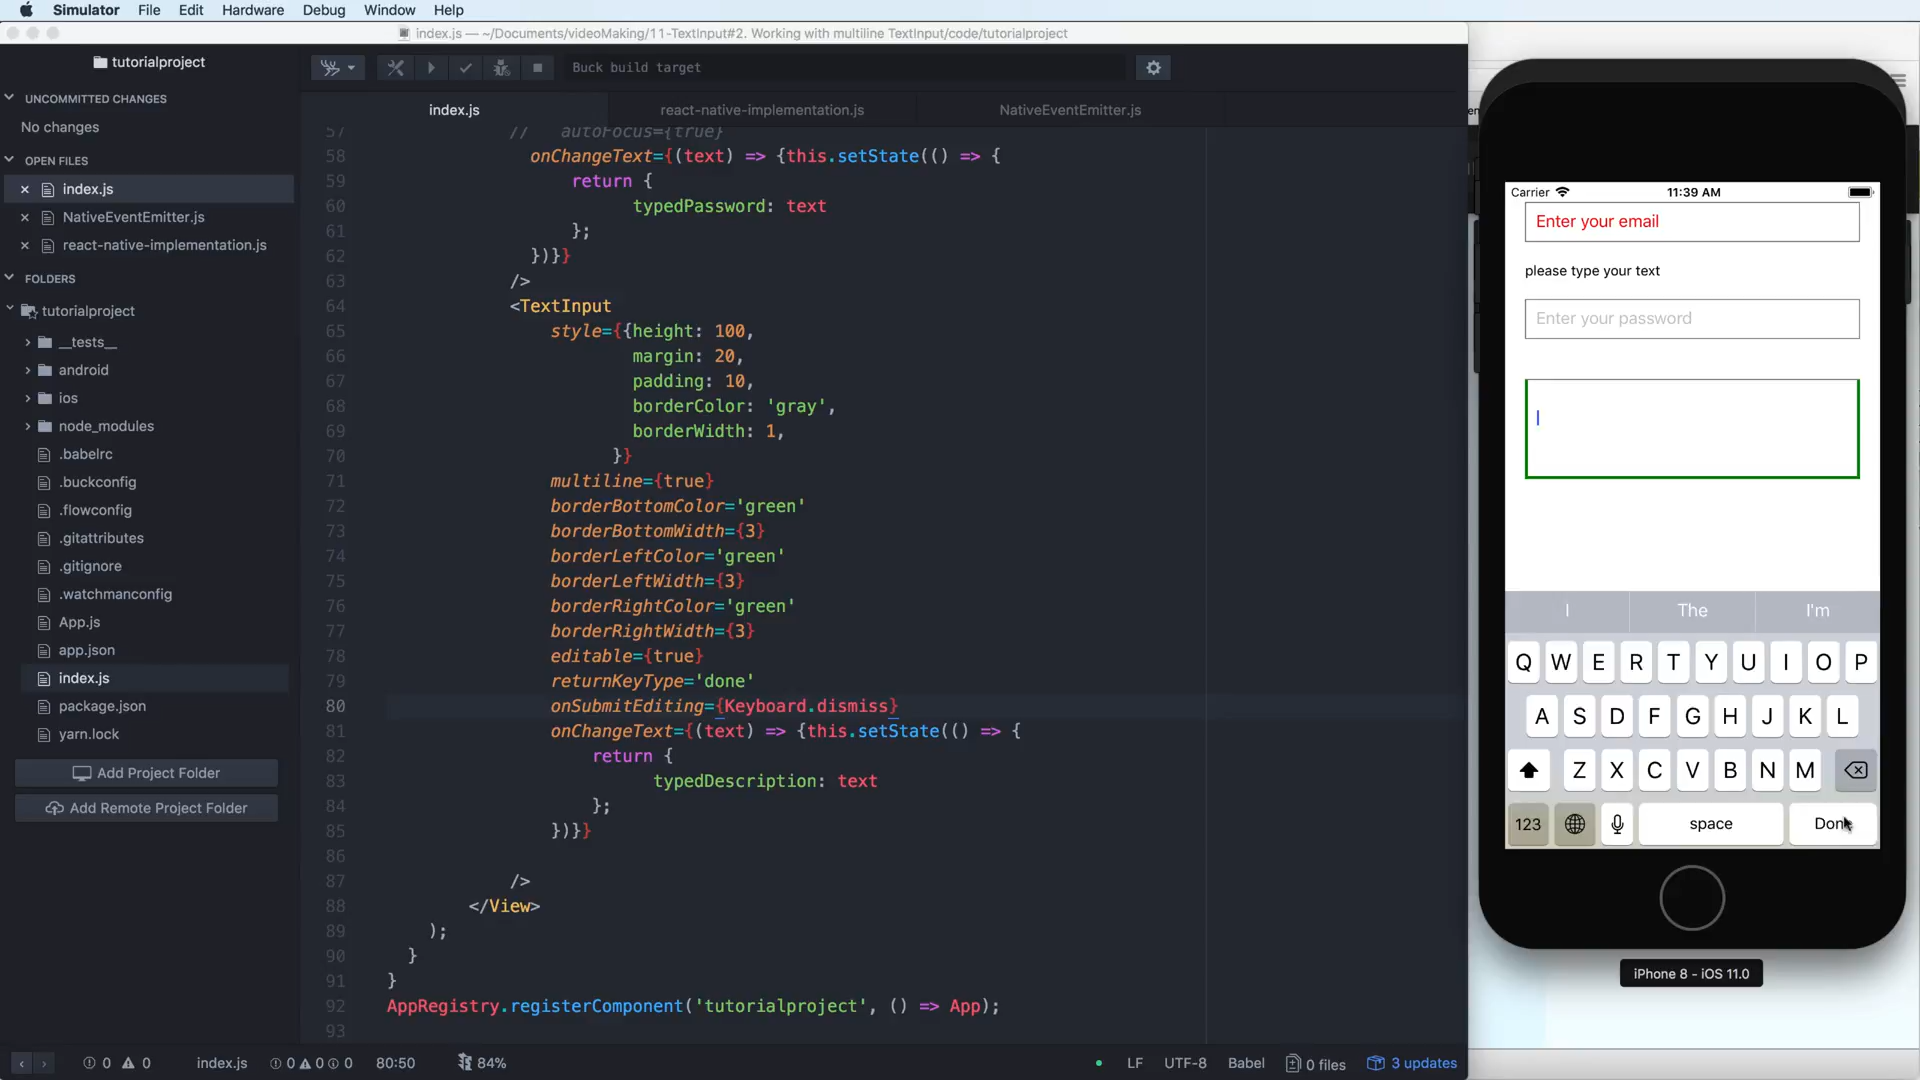 Simulator File Edit Hardware Debug Window Help
index.js — ~/Documents/videoMaking/11-TextInput#2. Working with multiline TextInput/code/tutorialproject
tutorialproject
UNCOMMITTED CHANGES
No changes
OPEN FILES
index.js
NativeEventEmitter.js
react-native-implementation.js
FOLDERS
tutorialproject
__tests__
android
ios
node_modules
.babelrc
.buckconfig
.flowconfig
.gitattributes
.gitignore
.watchmanconfig
App.js
app.json
index.js
package.json
yarn.lock
Add Project Folder
Add Remote Project Folder
Buck build target
index.js react-native-implementation.js NativeEventEmitter.js
57 // autoFocus={true}
58 onChangeText={(text) => {this.setState(() => {
59 return {
60 typedPassword: text
61 };
62 })}}
63 />
64 <TextInput
65 style={{height: 100,
66 margin: 20,
67 padding: 10,
68 borderColor: 'gray',
69 borderWidth: 1,
70 }}
71 multiline={true}
72 borderBottomColor='green'
73 borderBottomWidth={3}
74 borderLeftColor='green'
75 borderLeftWidth={3}
76 borderRightColor='green'
77 borderRightWidth={3}
78 editable={true}
79 returnKeyType='done'
80 onSubmitEditing={Keyboard.dismiss}
81 onChangeText={(text) => {this.setState(() => {
82 return {
83 typedDescription: text
84 };
85 })}}
86
87 />
88 </View>
89 );
90 }
91 }
92 AppRegistry.registerComponent('tutorialproject', () => App);
93
0 0 index.js 0 0 0 80:50 84% LF UTF-8 Babel 0 files 3 updates
Carrier 11:39 AM
Enter your email
please type your text
Enter your password
I The I'm
Q W E R T Y U I O P
A S D F G H J K L
Z X C V B N M
123 space Done
iPhone 8 - iOS 11.0